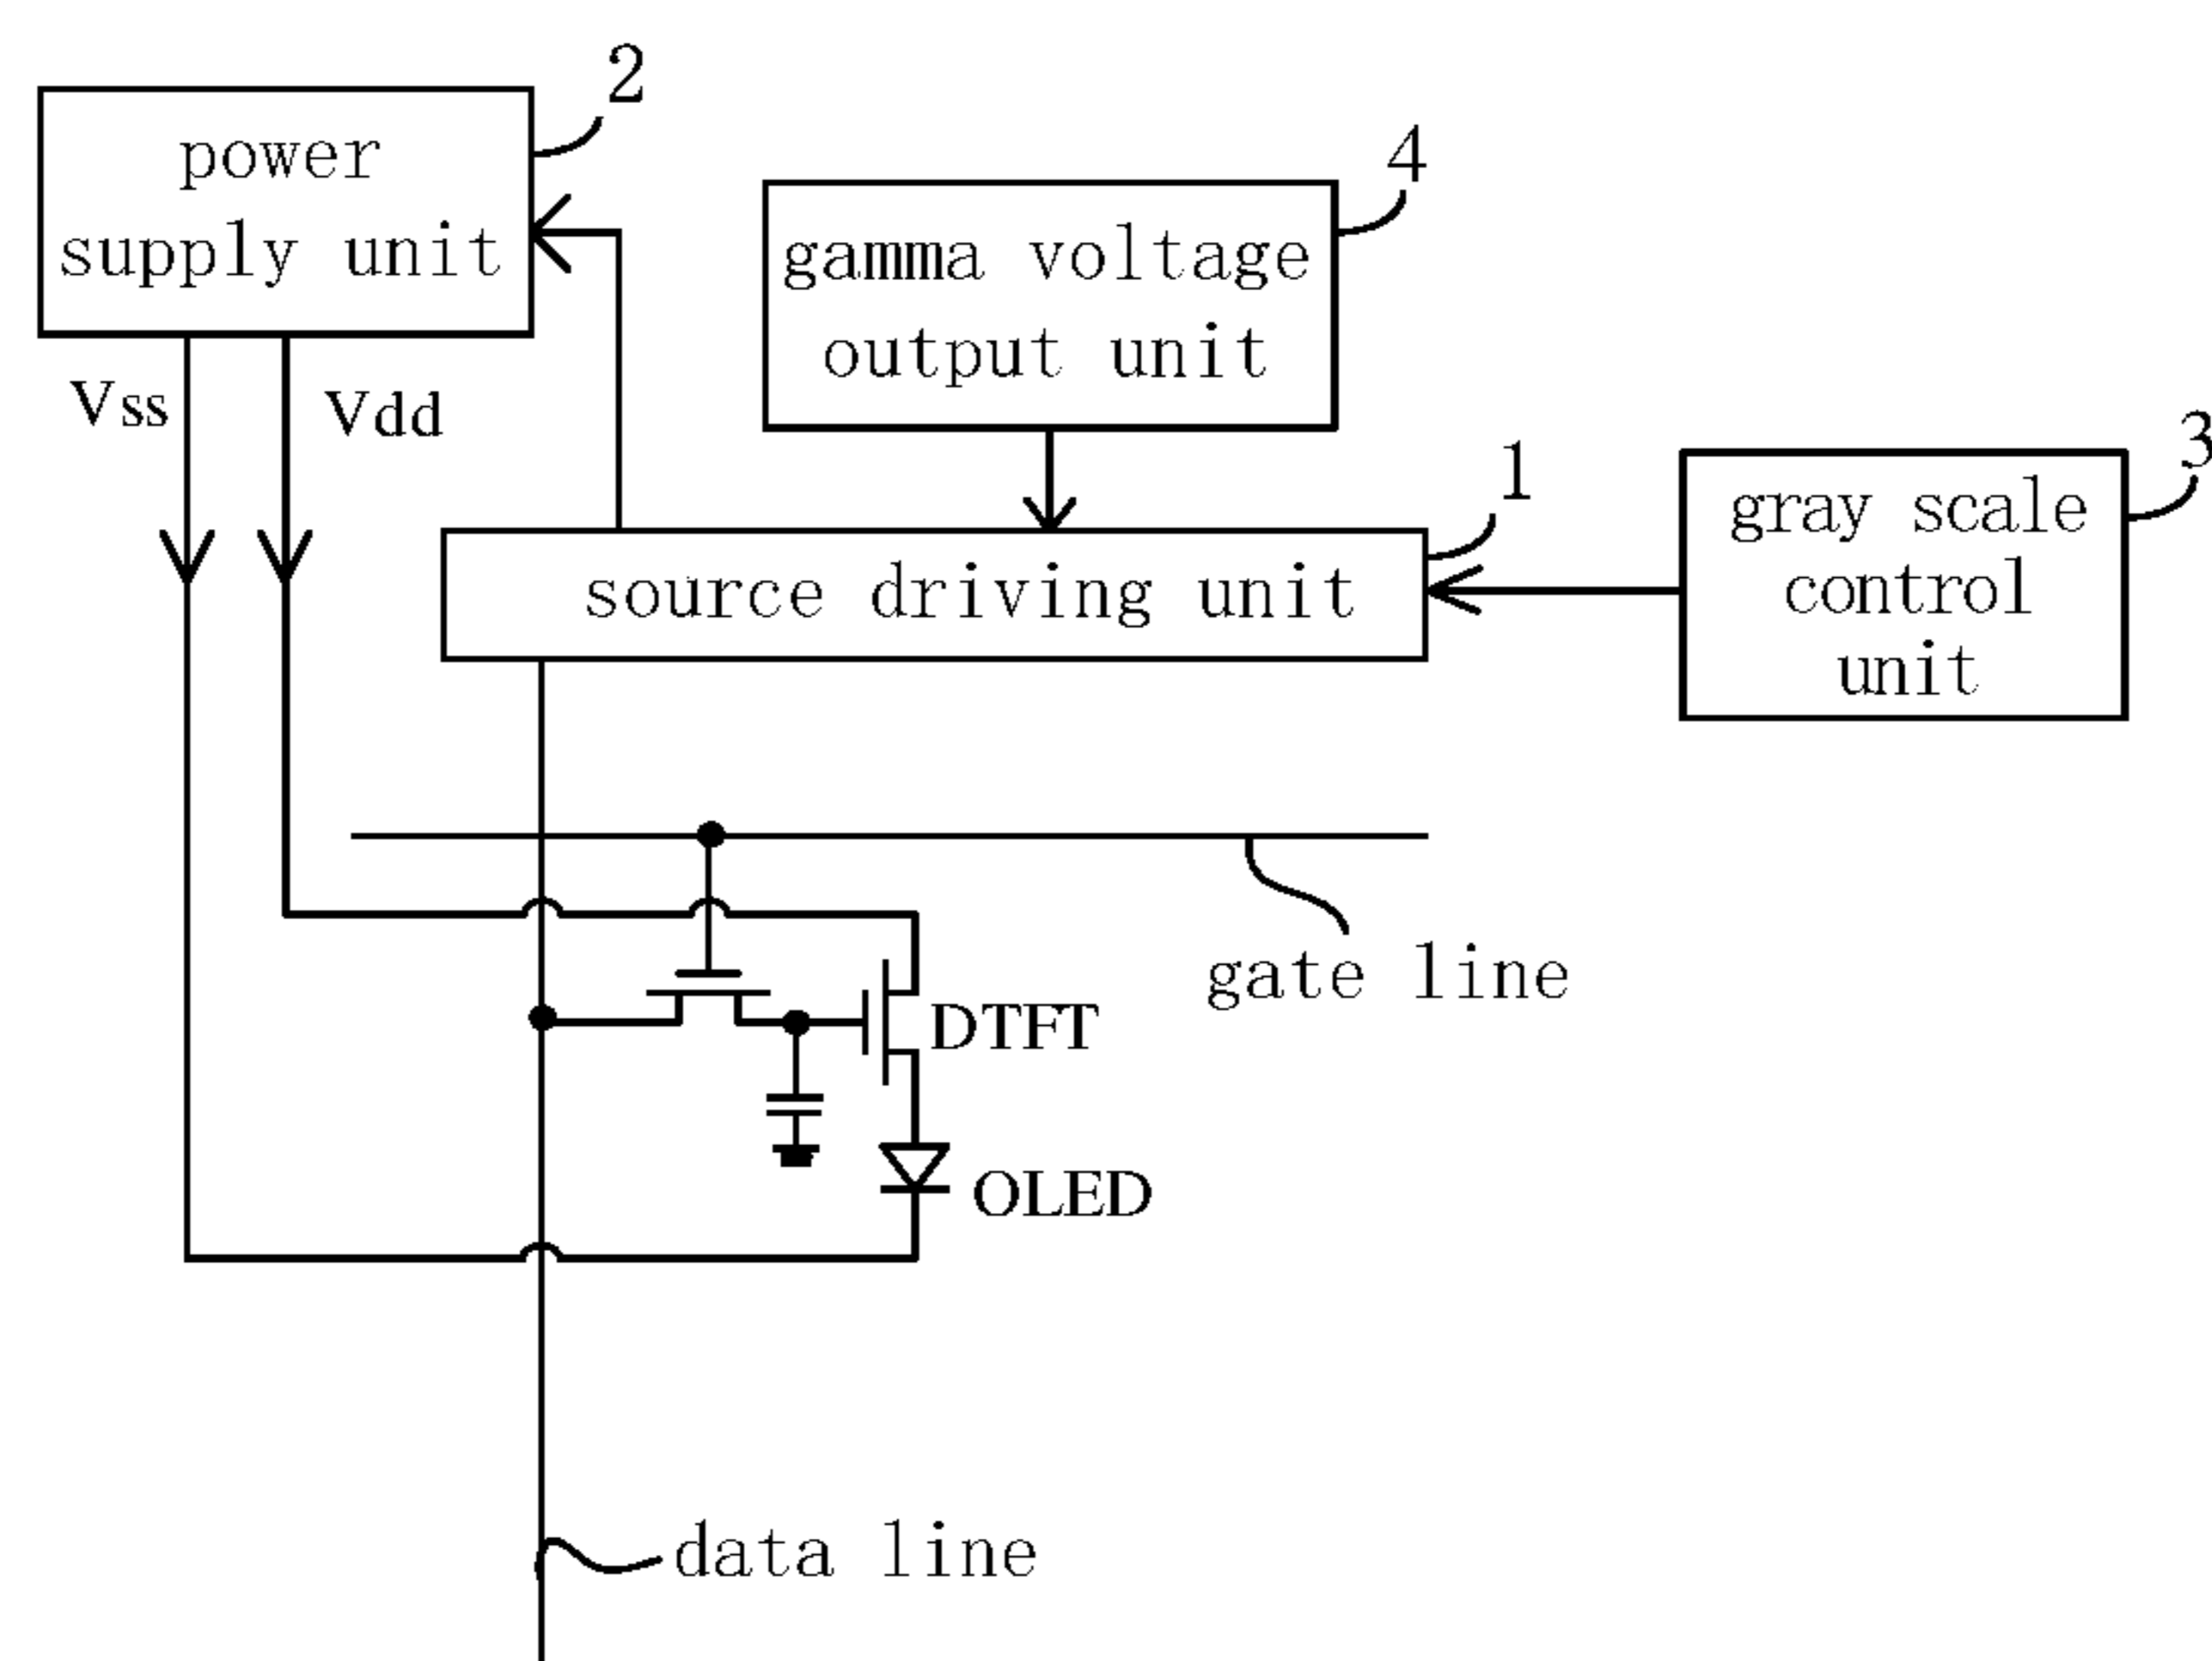 2
power
supply unit
4
gamma voltage
output unit
Vss
Vdd
1
3
source driving unit
gray scale
control
unit
gate line
DTFT
OLED
data line